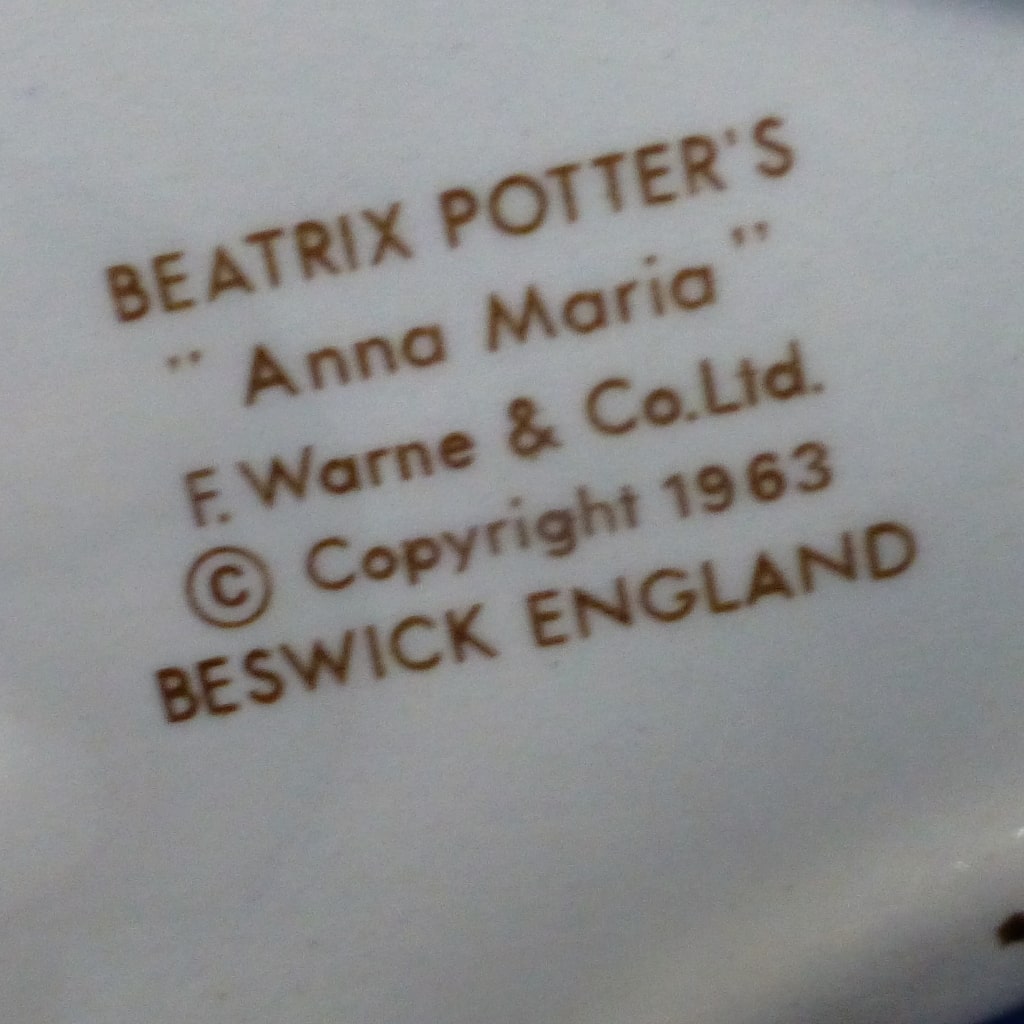 BEATRIX POTTER'S
" Anna Maria "
F. Warne & Co.Ltd.
© Copyright 1963
BESWICK ENGLAND